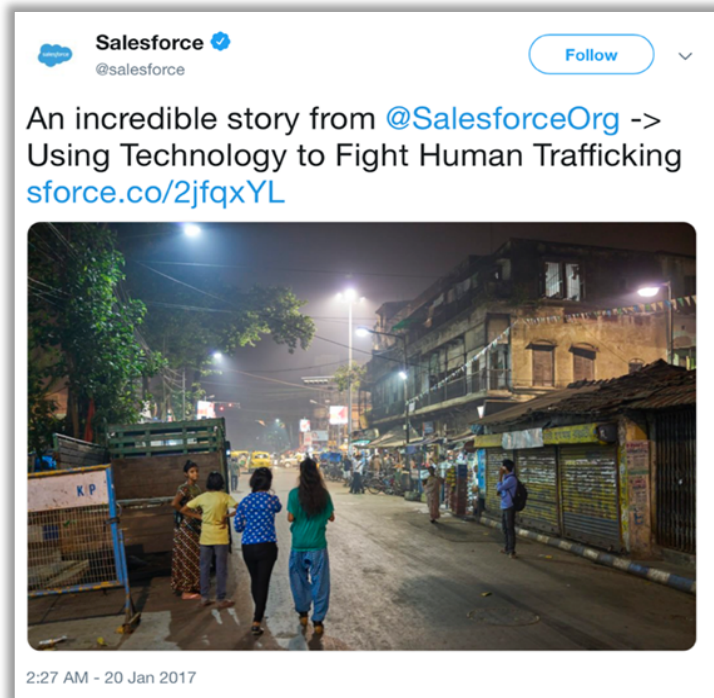 salesforce
Salesforce
@salesforce
Follow
An incredible story from @SalesforceOrg ->
Using Technology to Fight Human Trafficking
sforce.co/2jfqxYL
K P
2:27 AM - 20 Jan 2017